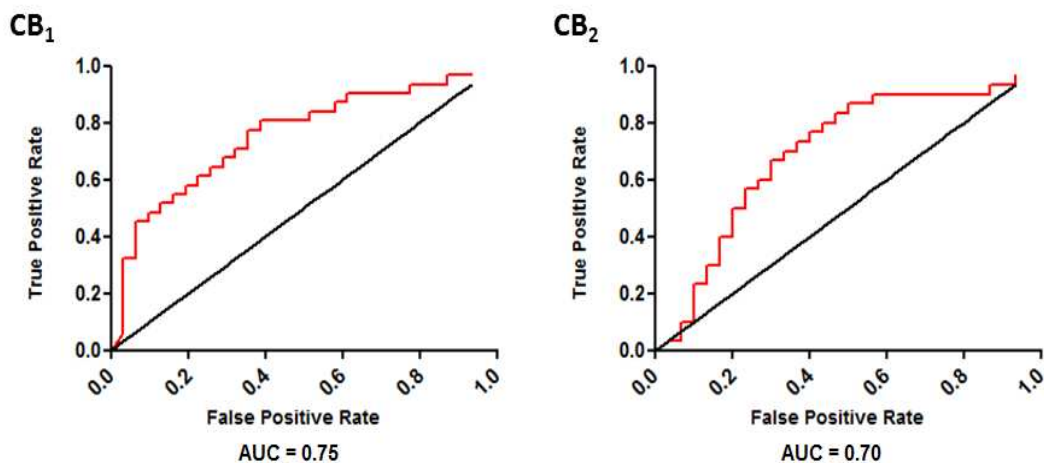 CB₁
1.0
0.8
0.6
0.4
0.2
0.0
True Positive Rate
0.0 0.2 0.4 0.6 0.8 1.0
False Positive Rate
AUC = 0.75
CB₂
1.0
0.8
0.6
0.4
0.2
0.0
True Positive Rate
0.0 0.2 0.4 0.6 0.8 1.0
False Positive Rate
AUC = 0.70